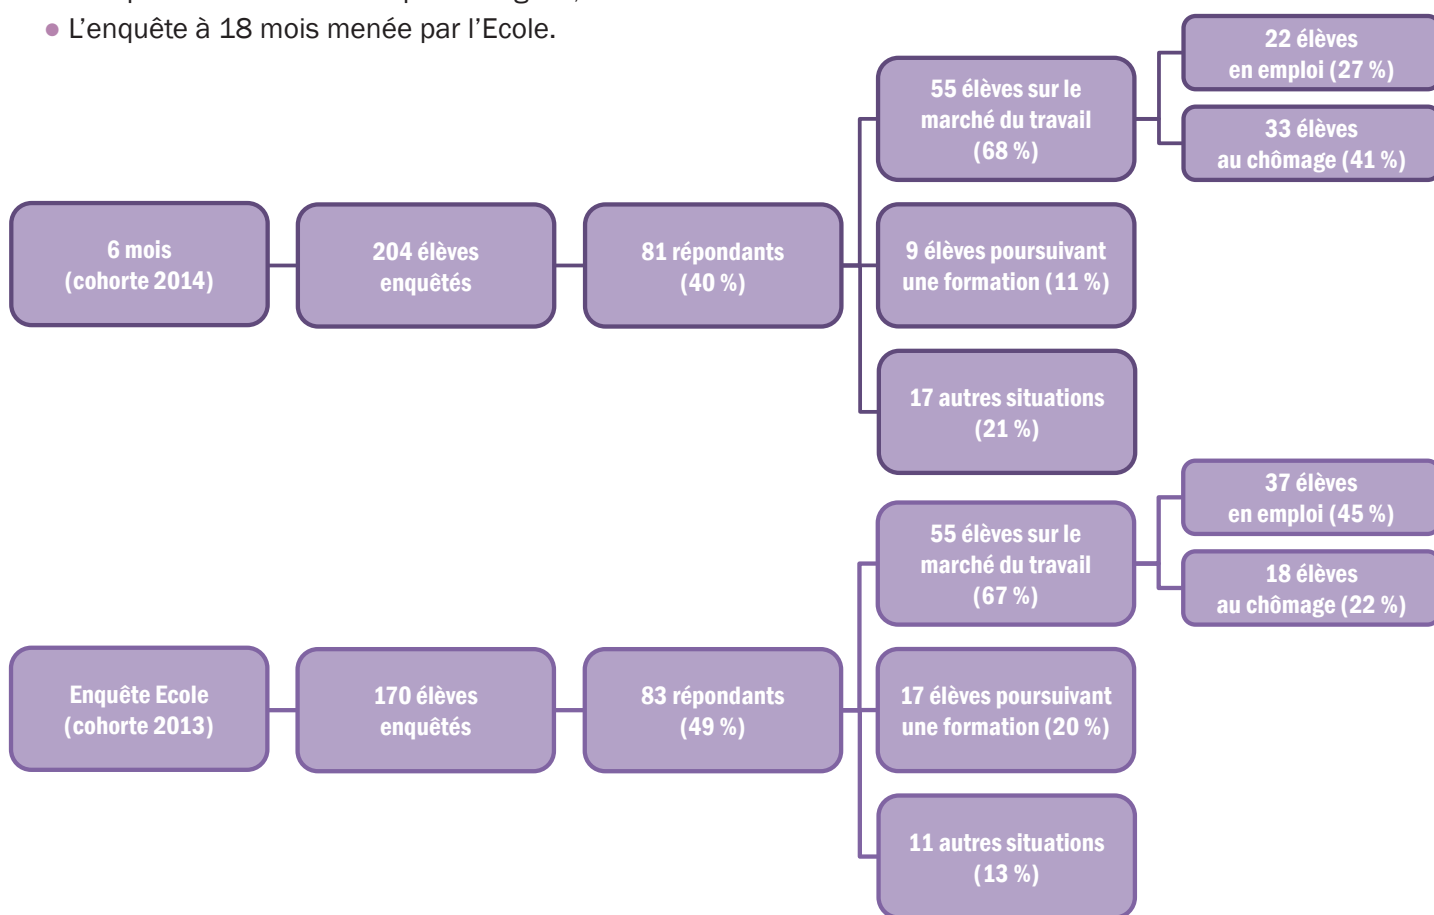 ● L’enquête à 18 mois menée par l’Ecole.
6 mois
(cohorte 2014)
204 élèves
enquêtés
81 répondants
(40 %)
55 élèves sur le
marché du travail
(68 %)
22 élèves
en emploi (27 %)
33 élèves
au chômage (41 %)
9 élèves poursuivant
une formation (11 %)
17 autres situations
(21 %)
Enquête Ecole
(cohorte 2013)
170 élèves
enquêtés
83 répondants
(49 %)
55 élèves sur le
marché du travail
(67 %)
37 élèves
en emploi (45 %)
18 élèves
au chômage (22 %)
17 élèves poursuivant
une formation (20 %)
11 autres situations
(13 %)